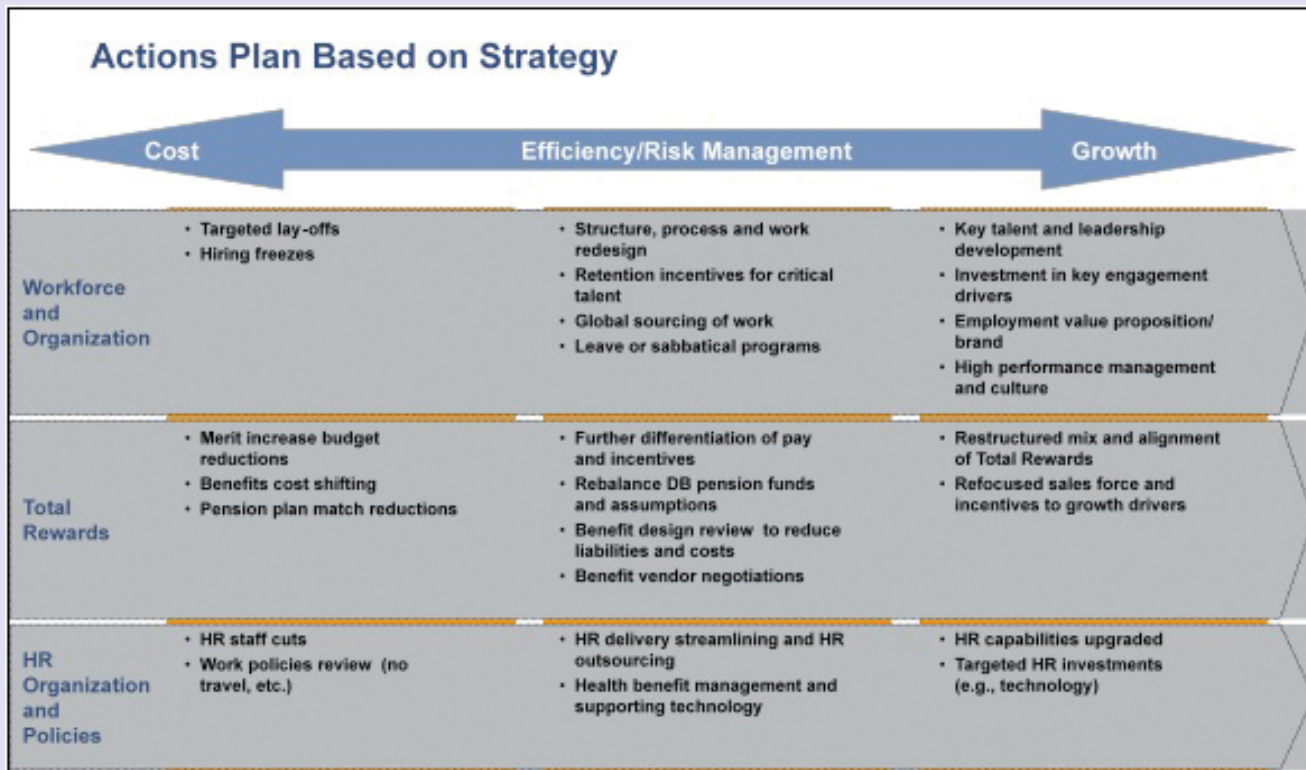 Actions Plan Based on Strategy
Cost
Efficiency/Risk Management
Growth
Workforce
and
Organization
• Targeted lay-offs
• Hiring freezes
• Structure, process and work
redesign
• Retention incentives for critical
talent
• Global sourcing of work
• Leave or sabbatical programs
• Key talent and leadership
development
• Investment in key engagement
drivers
• Employment value proposition/
brand
• High performance management
and culture
Total
Rewards
• Merit increase budget
reductions
• Benefits cost shifting
• Pension plan match reductions
• Further differentiation of pay
and incentives
• Rebalance DB pension funds
and assumptions
• Benefit design review to reduce
liabilities and costs
• Benefit vendor negotiations
• Restructured mix and alignment
of Total Rewards
• Refocused sales force and
incentives to growth drivers
HR
Organization
and
Policies
• HR staff cuts
• Work policies review (no
travel, etc.)
• HR delivery streamlining and HR
outsourcing
• Health benefit management and
supporting technology
• HR capabilities upgraded
• Targeted HR investments
(e.g., technology)